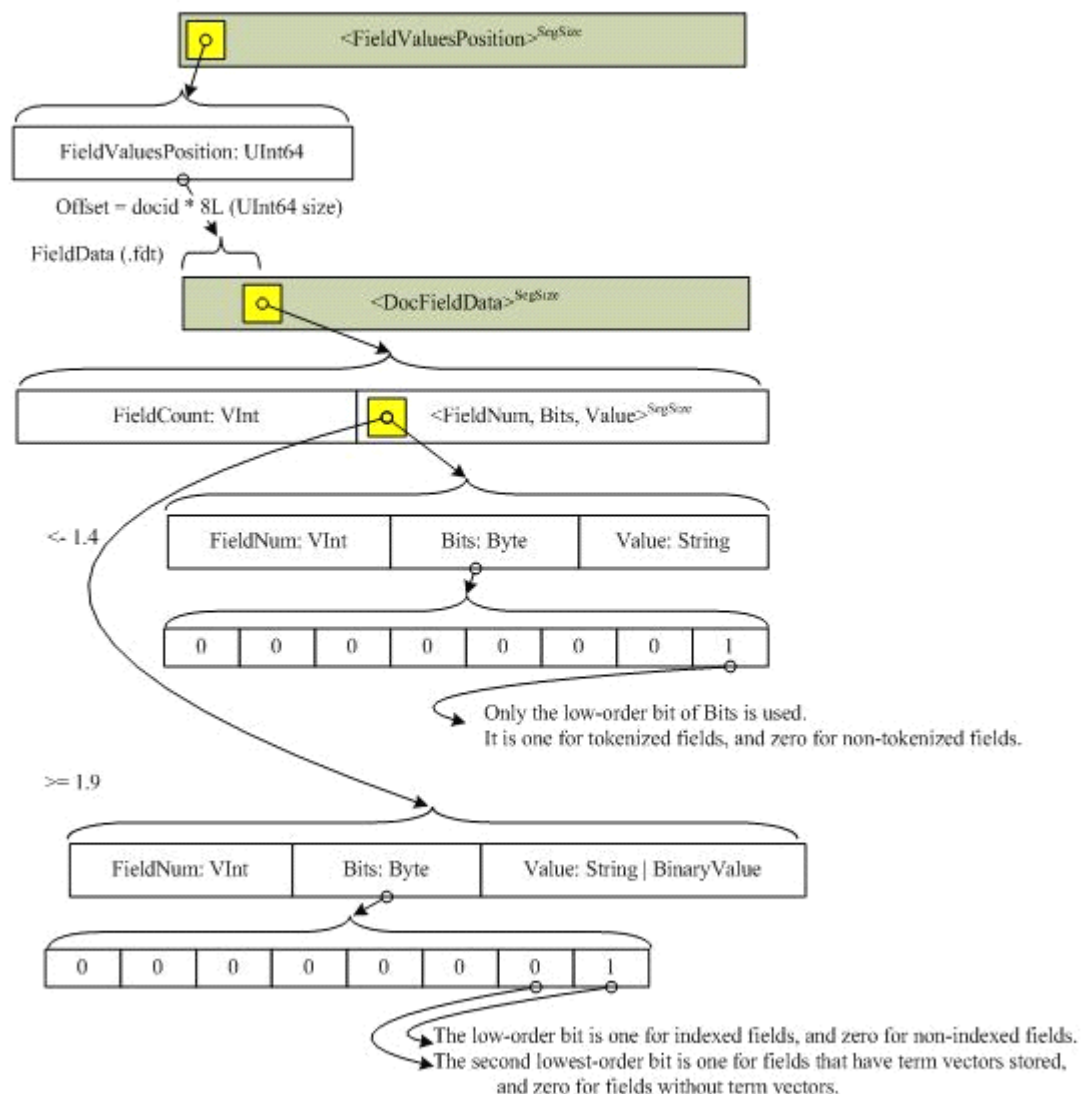 <FieldValuesPosition>SegSize
FieldValuesPosition: UInt64
Offset = docid * 8L (UInt64 size)
FieldData (.fdt)
<DocFieldData>SegSize
FieldCount: VInt <FieldNum, Bits, Value>SegSize
<- 1.4
FieldNum: VInt Bits: Byte Value: String
0 0 0 0 0 0 0 1
Only the low-order bit of Bits is used.
It is one for tokenized fields, and zero for non-tokenized fields.
>= 1.9
FieldNum: VInt Bits: Byte Value: String | BinaryValue
0 0 0 0 0 0 0 1
The low-order bit is one for indexed fields, and zero for non-indexed fields.
The second lowest-order bit is one for fields that have term vectors stored,
and zero for fields without term vectors.